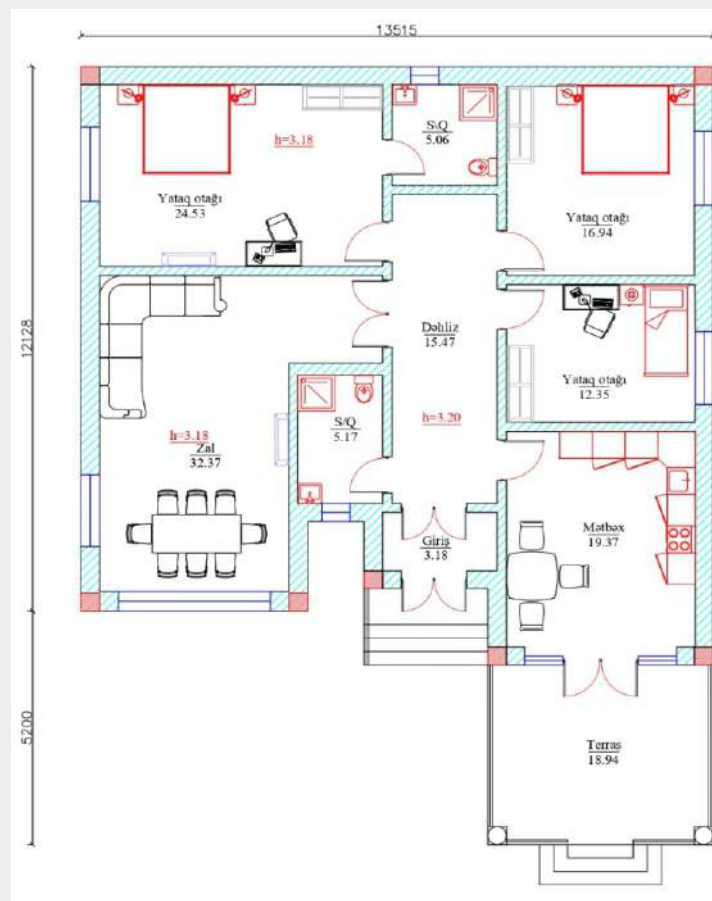 13515
S\Q
5.06
h=3.18
Yataq otağı
24.53
Yataq otağı
16.94
12128
Dəhliz
15.47
Yataq otağı
12.35
h=3.18
Zal
32.37
S/Q
5.17
h=3.20
Mətbəx
19.37
Giriş
3.18
5200
Terras
18.94